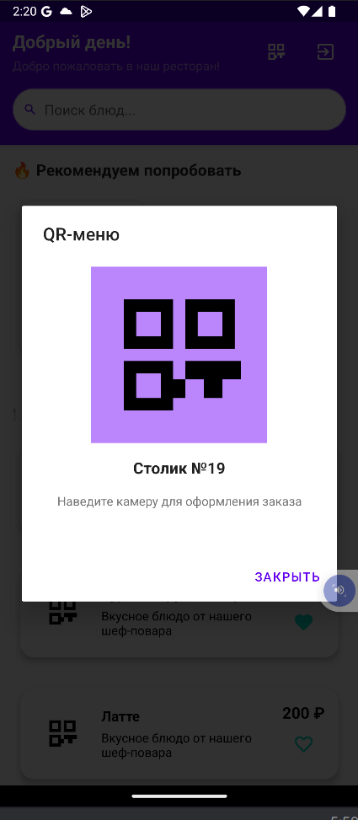 2:20
Добрый день!
Добро пожаловать в наш ресторан!
Поиск блюд...
🔥 Рекомендуем попробовать
QR-меню
Столик №19
Наведите камеру для оформления заказа
ЗАКРЫТЬ
Вкусное блюдо от нашего
шеф-повара
Латте
200 ₽
Вкусное блюдо от нашего
шеф-повара